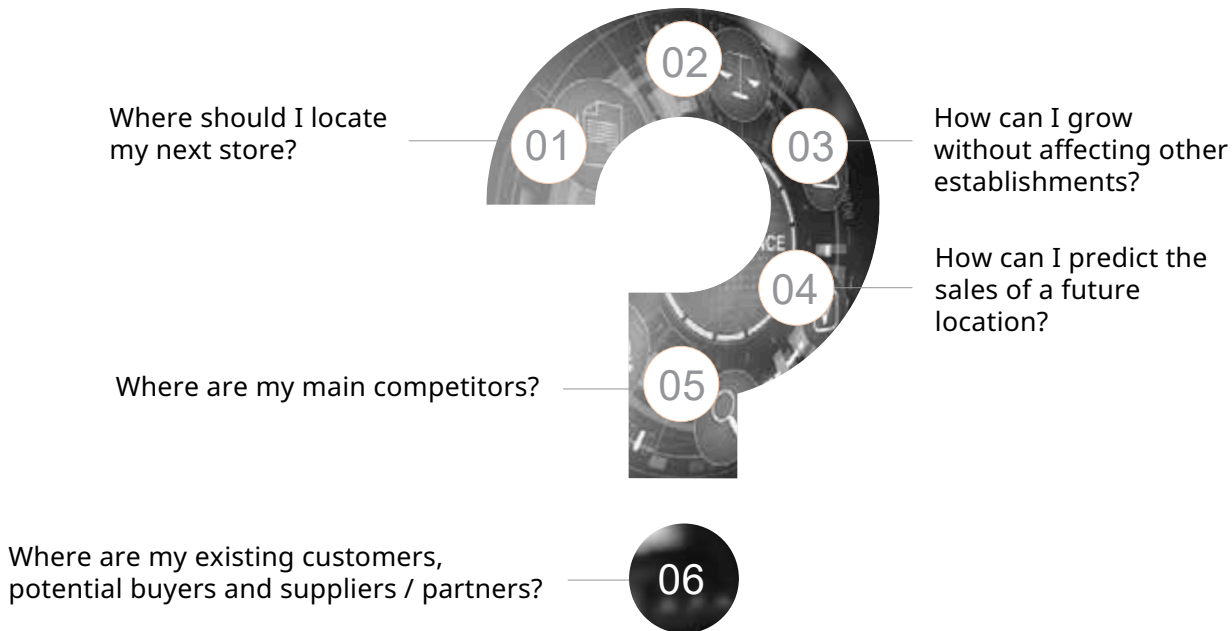 02
Where should I locate
my next store?
01
03
How can I grow
without affecting other
establishments?
How can I predict the
sales of a future
location?
04
Where are my main competitors?
05
Where are my existing customers,
potential buyers and suppliers / partners?
06